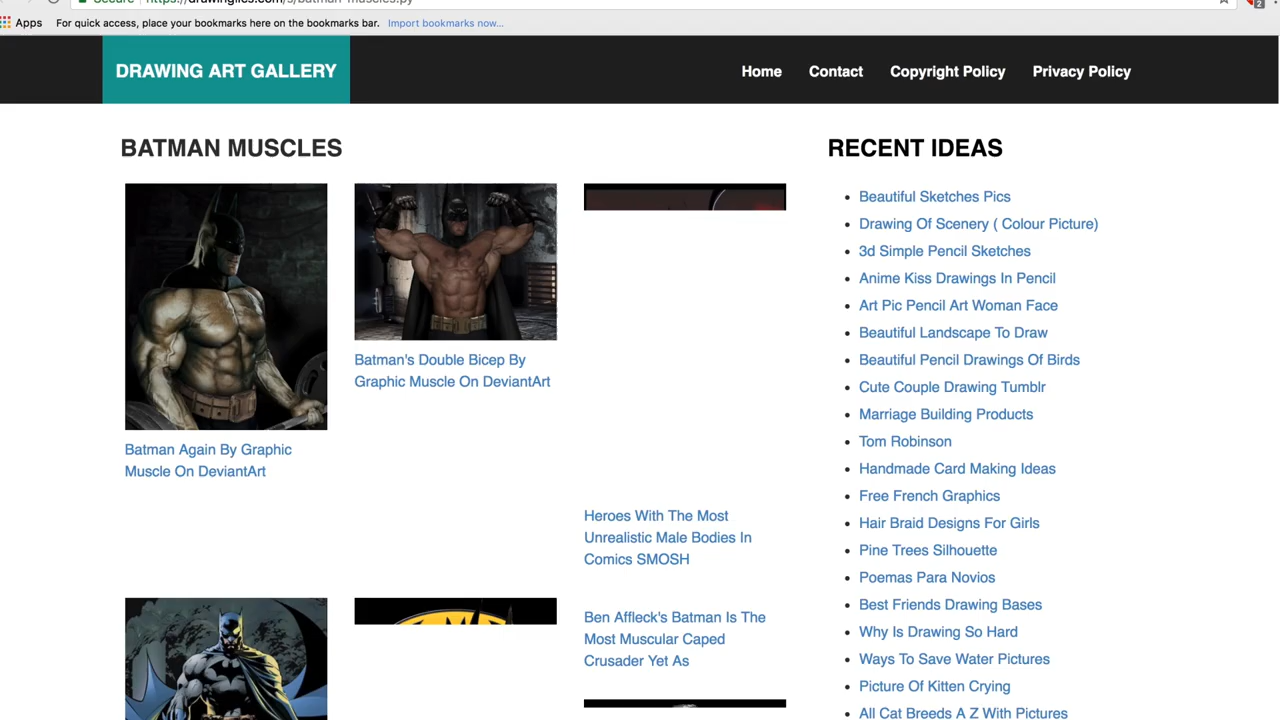 Secure
Apps
For quick access, place your bookmarks here on the bookmarks bar. Import bookmarks now...
2
DRAWING ART GALLERY
Home
Contact
Copyright Policy
Privacy Policy
BATMAN MUSCLES
Batman Again By Graphic
Muscle On DeviantArt
Batman's Double Bicep By
Graphic Muscle On DeviantArt
Heroes With The Most
Unrealistic Male Bodies In
Comics SMOSH
Ben Affleck's Batman Is The
Most Muscular Caped
Crusader Yet As
RECENT IDEAS
Beautiful Sketches Pics
Drawing Of Scenery ( Colour Picture)
3d Simple Pencil Sketches
Anime Kiss Drawings In Pencil
Art Pic Pencil Art Woman Face
Beautiful Landscape To Draw
Beautiful Pencil Drawings Of Birds
Cute Couple Drawing Tumblr
Marriage Building Products
Tom Robinson
Handmade Card Making Ideas
Free French Graphics
Hair Braid Designs For Girls
Pine Trees Silhouette
Poemas Para Novios
Best Friends Drawing Bases
Why Is Drawing So Hard
Ways To Save Water Pictures
Picture Of Kitten Crying
All Cat Breeds A Z With Pictures